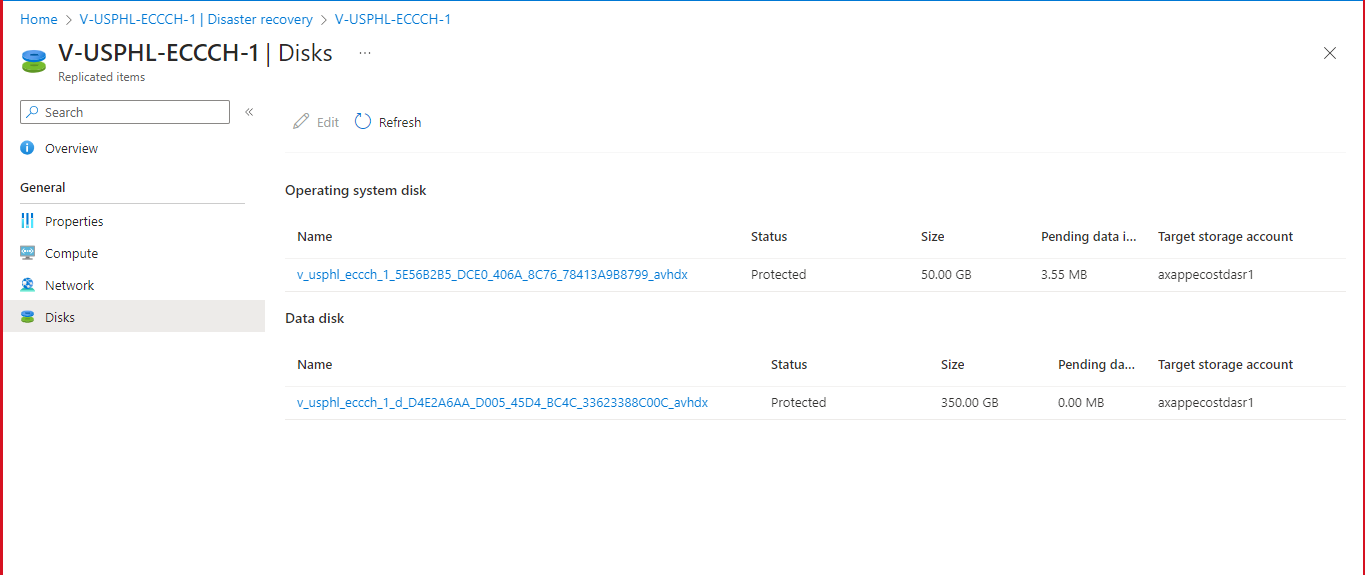 Home > V-USPHL-ECCCH-1 | Disaster recovery > V-USPHL-ECCCH-1
V-USPHL-ECCCH-1 | Disks ...
Replicated items
Search «
Edit Refresh
Overview
General
Properties
Compute
Network
Disks
Operating system disk
Name Status Size Pending data i... Target storage account
v_usphl_eccch_1_5E56B2B5_DCE0_406A_8C76_78413A9B8799_avhdx Protected 50.00 GB 3.55 MB axappecostdasr1
Data disk
Name Status Size Pending da... Target storage account
v_usphl_eccch_1_d_D4E2A6AA_D005_45D4_BC4C_33623388C00C_avhdx Protected 350.00 GB 0.00 MB axappecostdasr1